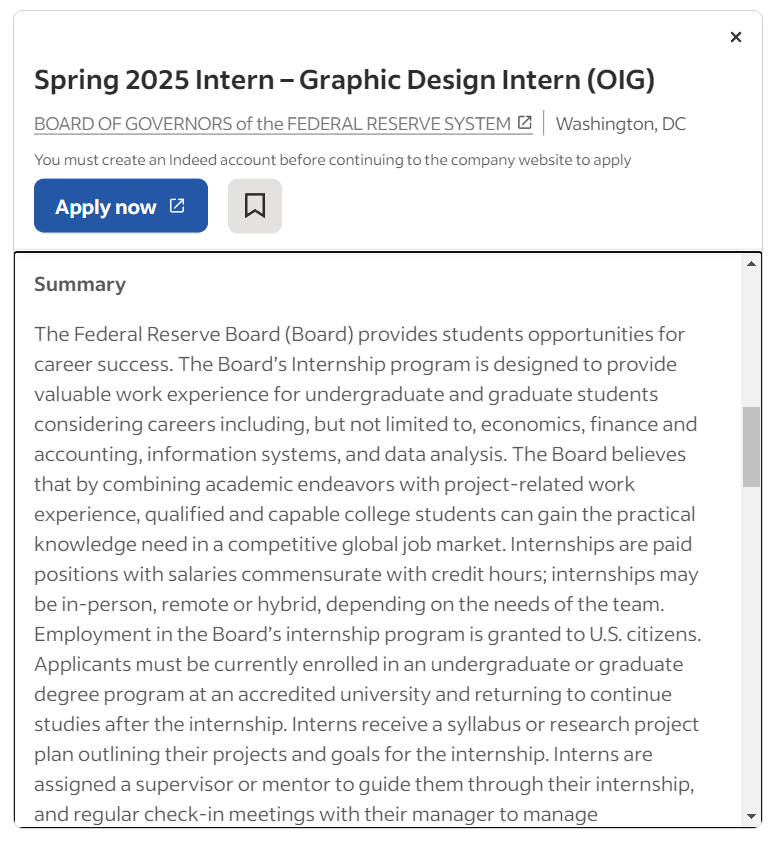 Spring 2025 Intern – Graphic Design Intern (OIG)
BOARD OF GOVERNORS of the FEDERAL RESERVE SYSTEM Washington, DC
You must create an Indeed account before continuing to the company website to apply
Apply now
Summary
The Federal Reserve Board (Board) provides students opportunities for
career success. The Board’s Internship program is designed to provide
valuable work experience for undergraduate and graduate students
considering careers including, but not limited to, economics, finance and
accounting, information systems, and data analysis. The Board believes
that by combining academic endeavors with project-related work
experience, qualified and capable college students can gain the practical
knowledge need in a competitive global job market. Internships are paid
positions with salaries commensurate with credit hours; internships may
be in-person, remote or hybrid, depending on the needs of the team.
Employment in the Board’s internship program is granted to U.S. citizens.
Applicants must be currently enrolled in an undergraduate or graduate
degree program at an accredited university and returning to continue
studies after the internship. Interns receive a syllabus or research project
plan outlining their projects and goals for the internship. Interns are
assigned a supervisor or mentor to guide them through their internship,
and regular check-in meetings with their manager to manage